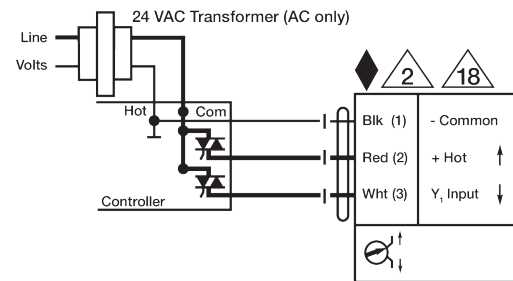 24 VAC Transformer (AC only)
Line
Volts
Hot
Com
Controller
2
18
Blk (1)
- Common
Red (2)
+ Hot
Wht (3)
Y1 Input